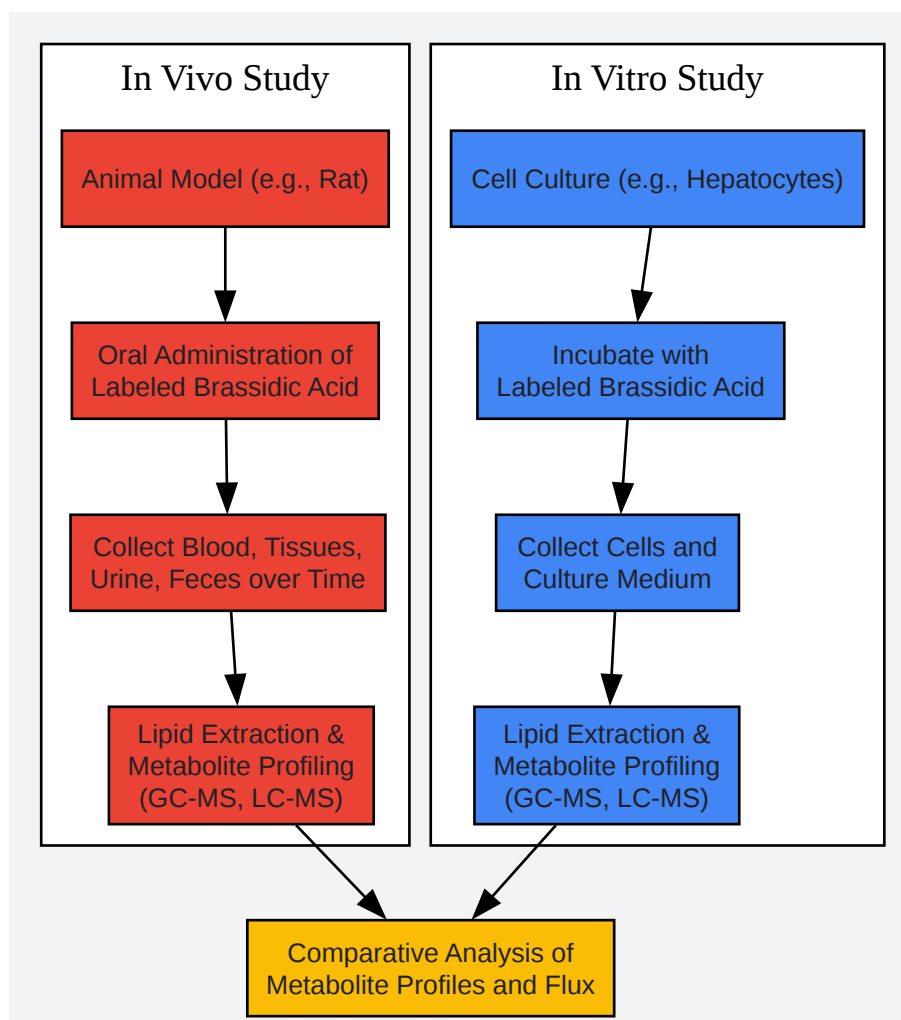 In Vivo Study
Animal Model (e.g., Rat)
Oral Administration of
Labeled Brassidic Acid
Collect Blood, Tissues,
Urine, Feces over Time
Lipid Extraction &
Metabolite Profiling
(GC-MS, LC-MS)
In Vitro Study
Cell Culture (e.g., Hepatocytes)
Incubate with
Labeled Brassidic Acid
Collect Cells and
Culture Medium
Lipid Extraction &
Metabolite Profiling
(GC-MS, LC-MS)
Comparative Analysis of
Metabolite Profiles and Flux